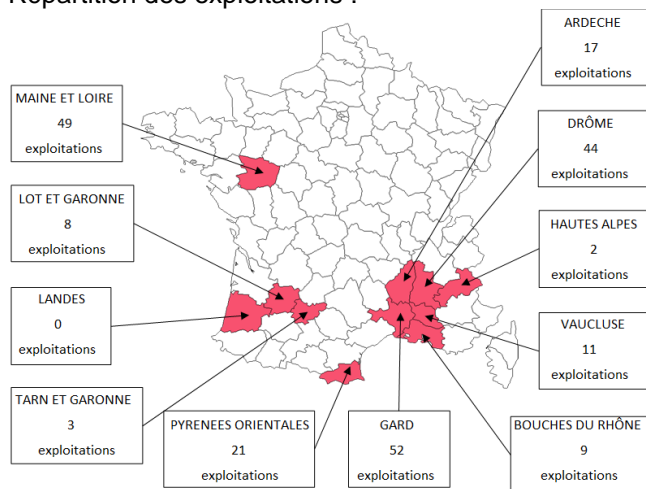 Répartition des exploitations :
ARDECHE
17
exploitations
MAINE ET LOIRE
49
exploitations
DRÔME
44
exploitations
LOT ET GARONNE
8
exploitations
HAUTES ALPES
2
exploitations
LANDES
0
exploitations
VAUCLUSE
11
exploitations
TARN ET GARONNE
3
exploitations
PYRENEES ORIENTALES
21
exploitations
GARD
52
exploitations
BOUCHES DU RHÔNE
9
exploitations